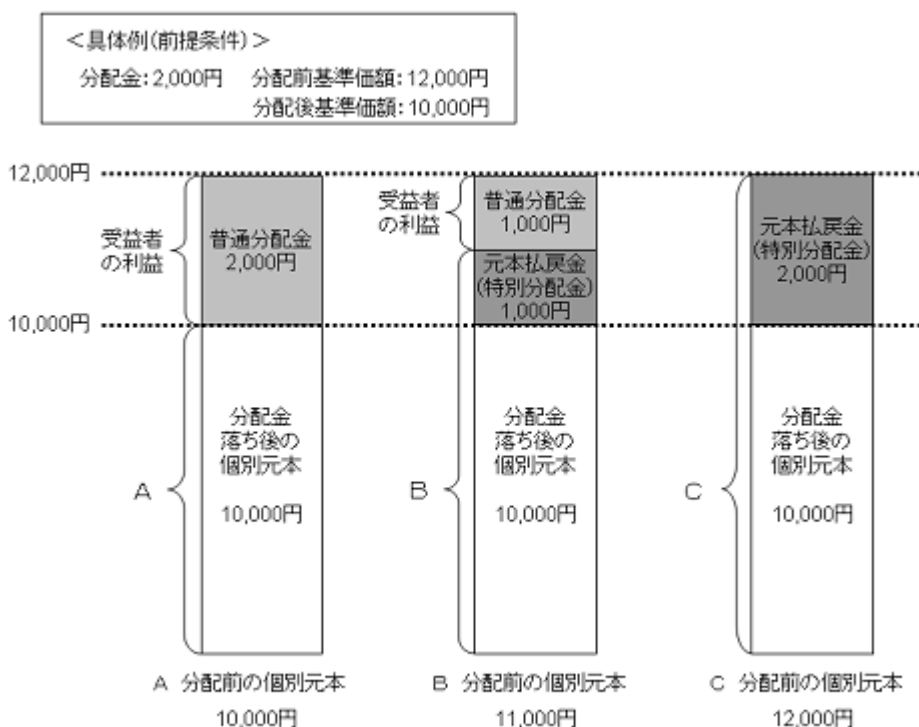 ＜具体例(前提条件)＞
分配金：2,000円　分配前基準価額：12,000円
分配後基準価額：10,000円
12,000円
10,000円
受益者
の利益
普通分配金
2,000円
A
分配金
落ち後の
個別元本
10,000円
A 分配前の個別元本
10,000円
受益者
の利益
普通分配金
1,000円
元本払戻金
(特別分配金)
1,000円
B
分配金
落ち後の
個別元本
10,000円
B 分配前の個別元本
11,000円
元本払戻金
(特別分配金)
2,000円
C
分配金
落ち後の
個別元本
10,000円
C 分配前の個別元本
12,000円